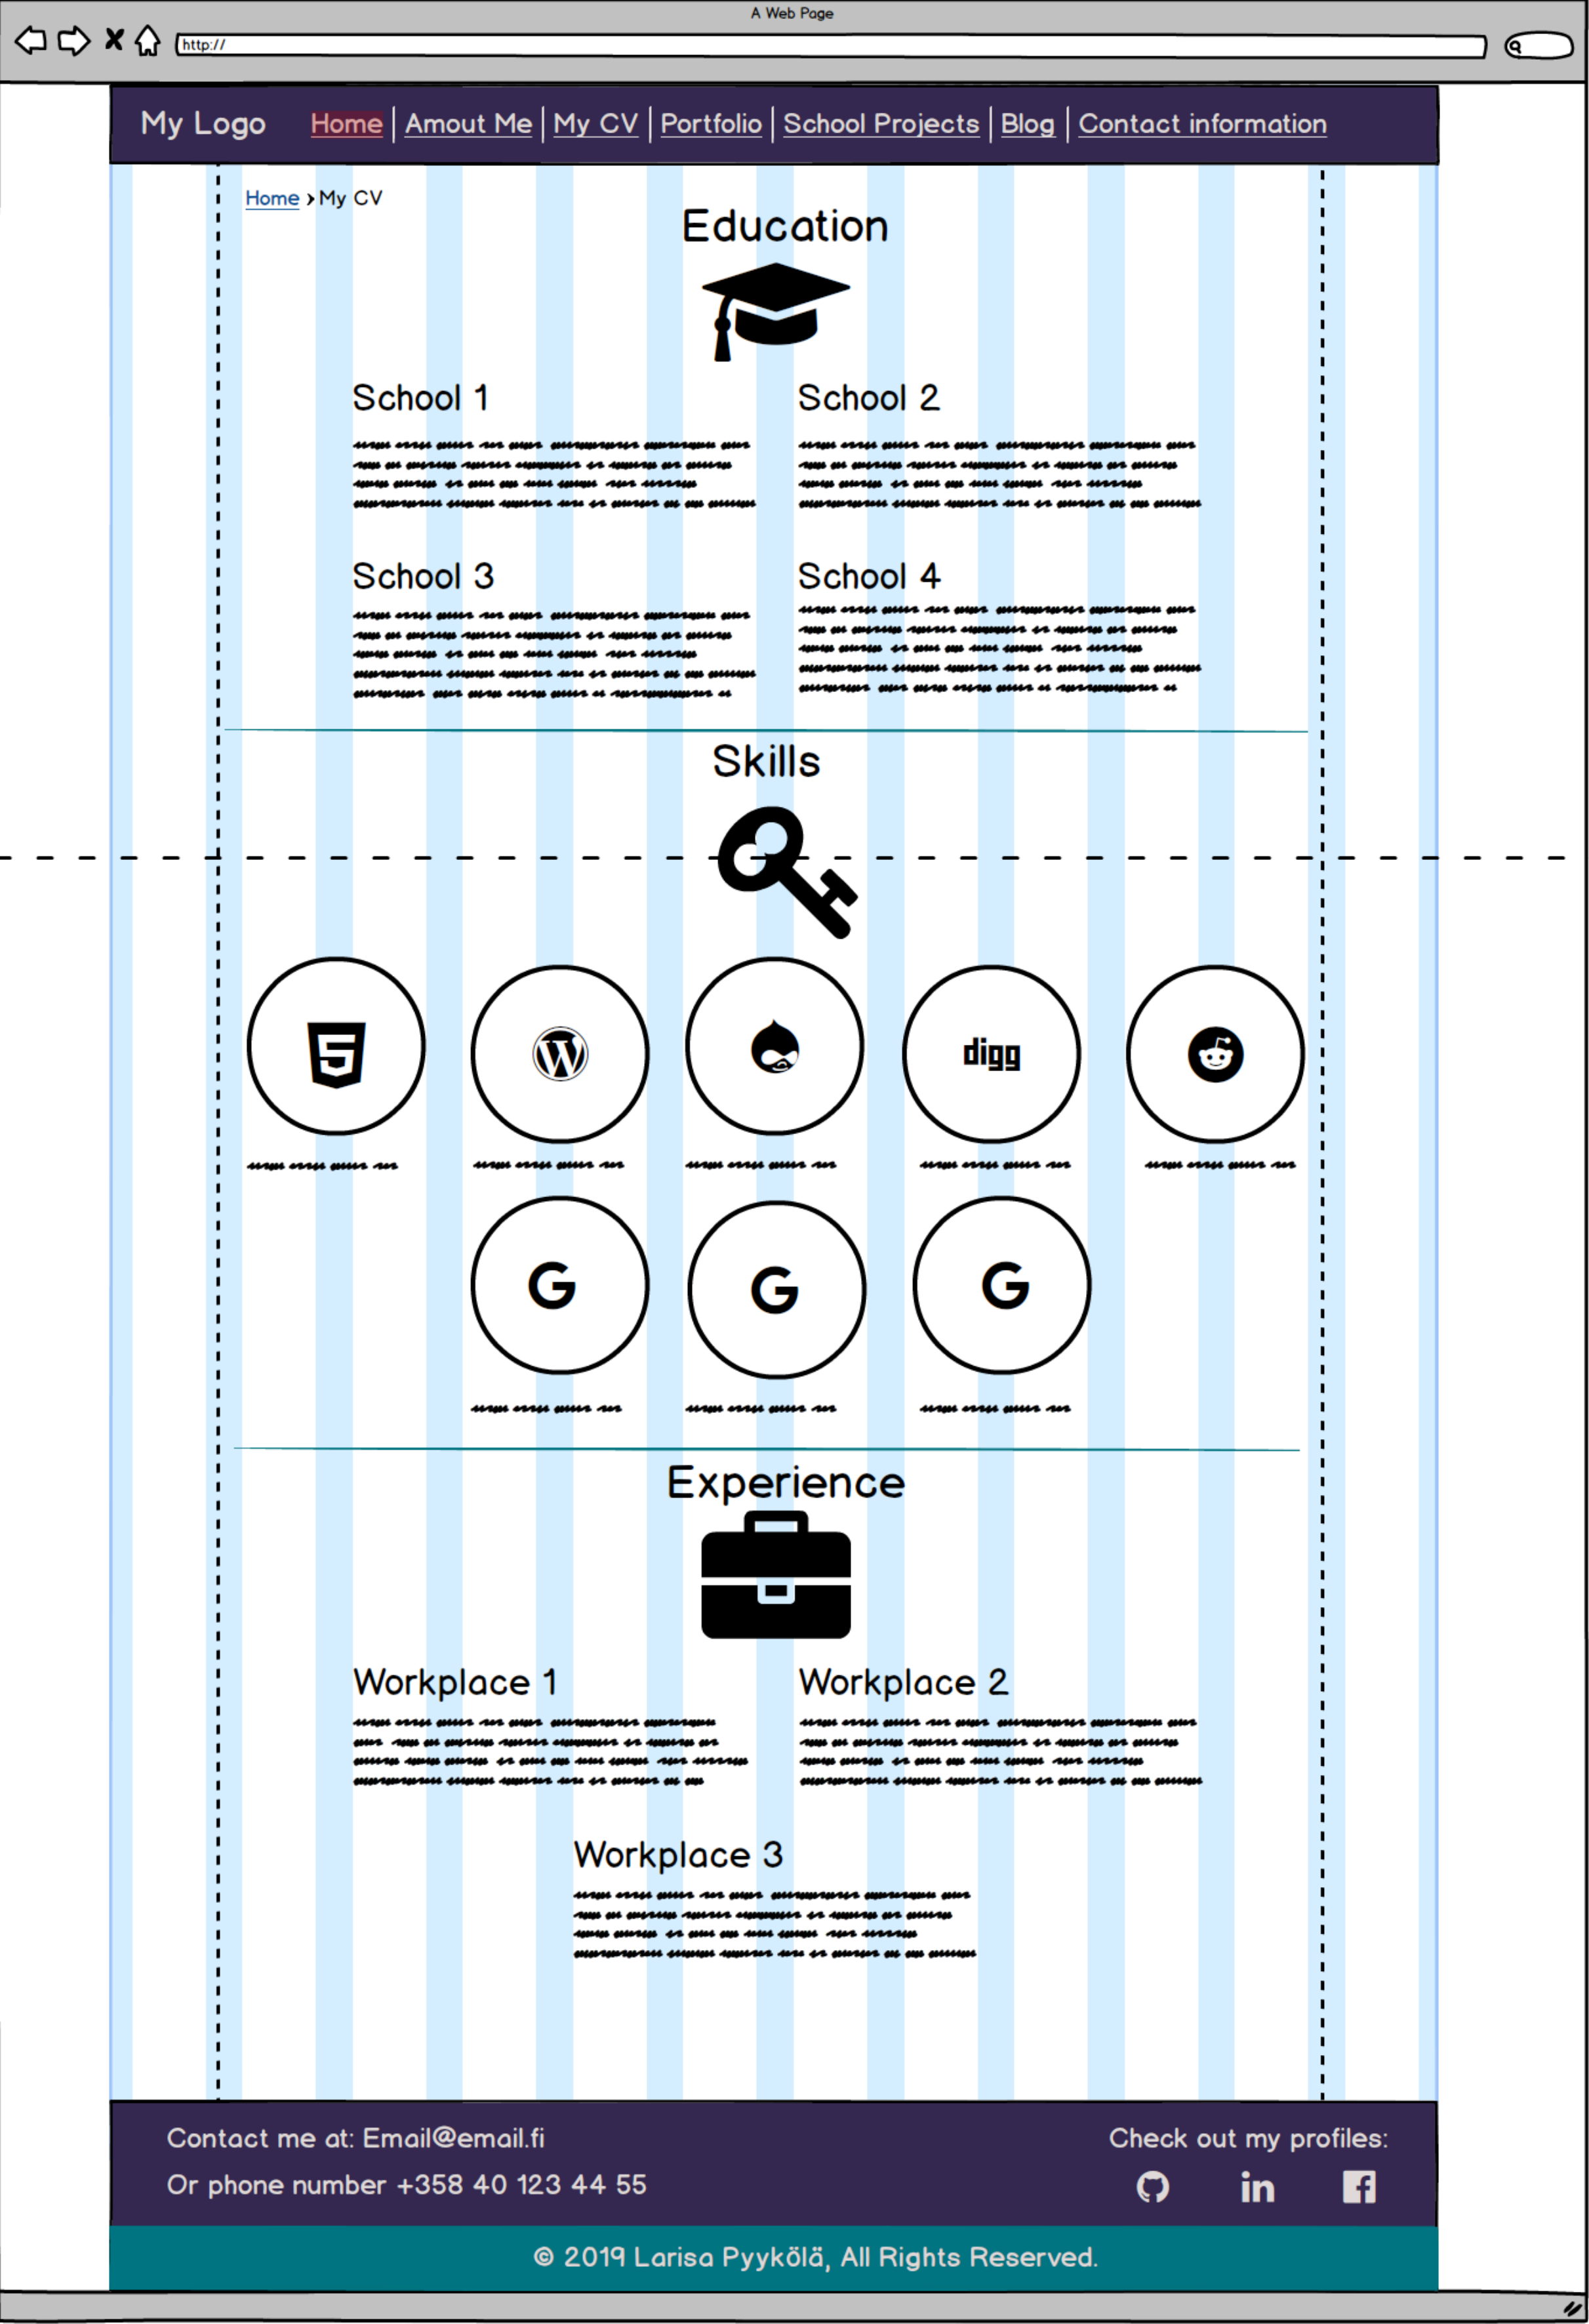 A Web Page
http://
My Logo Home Amout Me My CV Portfolio School Projects Blog Contact information
Home › My CV
Education
School 1
School 2
School 3
School 4
Skills
digg
G G G
Experience
Workplace 1
Workplace 2
Workplace 3
Contact me at: Email@email.fi
Or phone number +358 40 123 44 55
Check out my profiles:
in
© 2019 Larisa Pyykölä, All Rights Reserved.